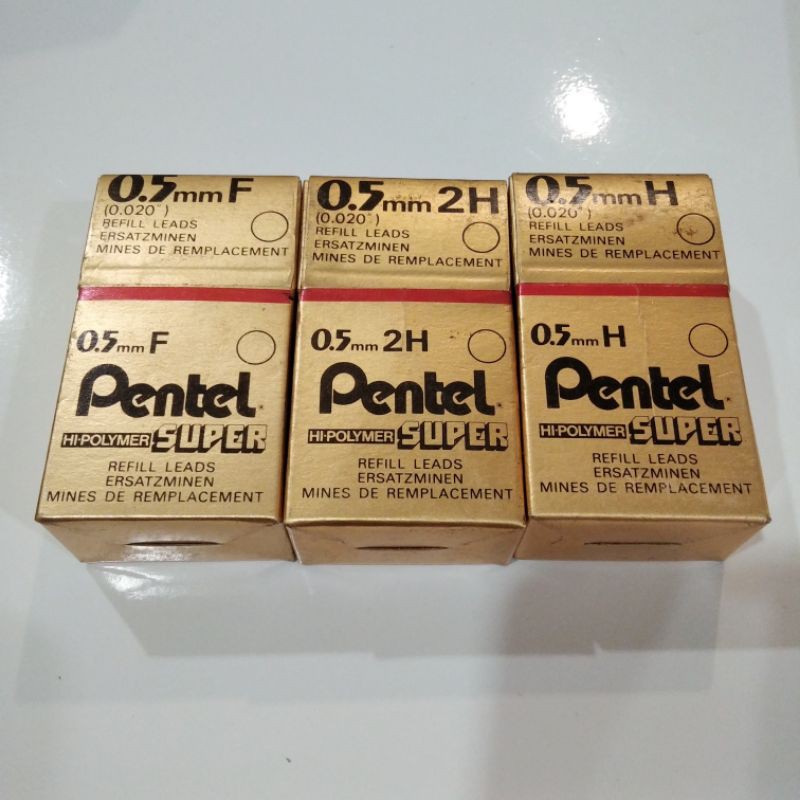 0.5mm F
(0.020")
REFILL LEADS
ERSATZMINEN
MINES DE REMPLACEMENT
0.5mm F
Pentel®
HI-POLYMER SUPER
REFILL LEADS
ERSATZMINEN
MINES DE REMPLACEMENT
0.5mm 2H
(0.020")
REFILL LEADS
ERSATZMINEN
MINES DE REMPLACEMENT
0.5mm 2H
Pentel®
HI-POLYMER SUPER
REFILL LEADS
ERSATZMINEN
MINES DE REMPLACEMENT
0.5mm H
(0.020")
REFILL LEADS
ERSATZMINEN
MINES DE REMPLACEMENT
0.5mm H
Pentel®
HI-POLYMER SUPER
REFILL LEADS
ERSATZMINEN
MINES DE REMPLACEMENT